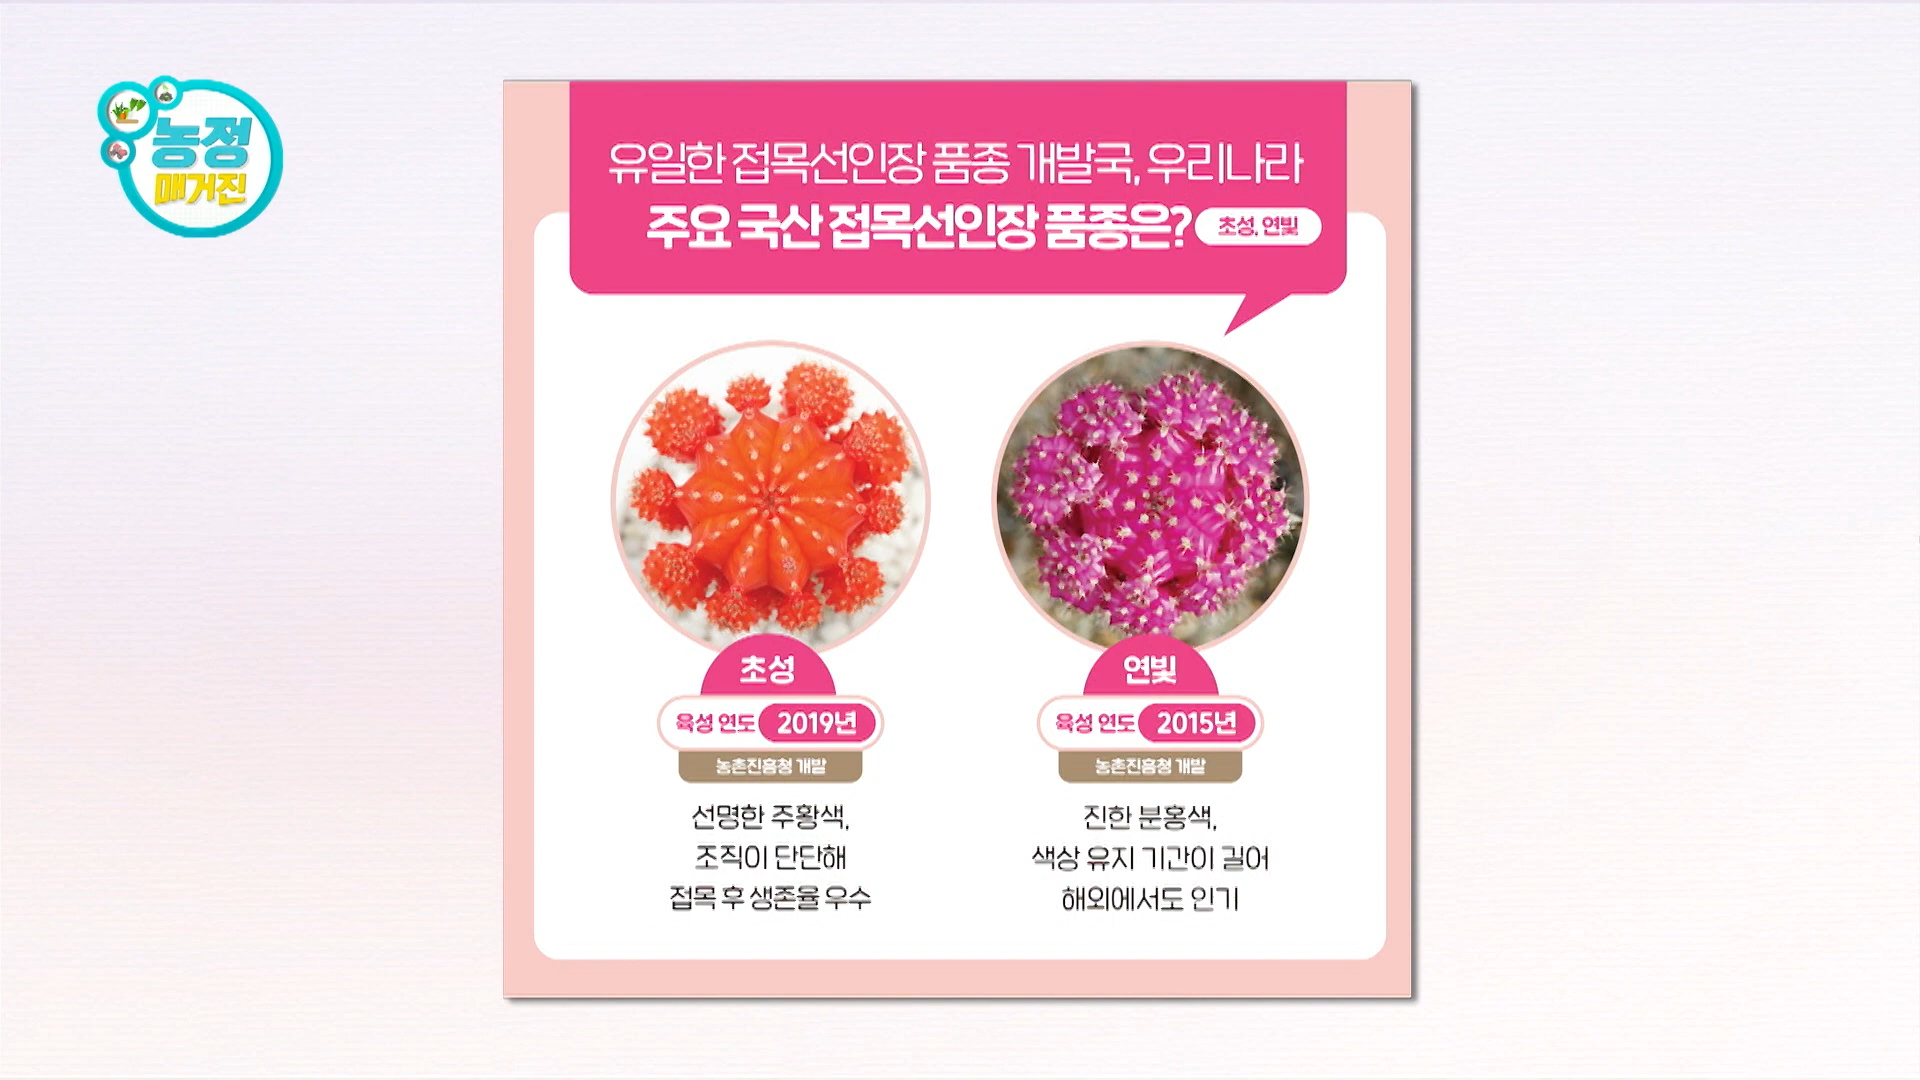 농정
매거진
유일한 접목선인장 품종 개발국, 우리나라
주요 국산 접목선인장 품종은? 초성, 연빛
초성
육성 연도 2019년
농촌진흥청 개발
선명한 주황색,
조직이 단단해
접목 후 생존율 우수
연빛
육성 연도 2015년
농촌진흥청 개발
진한 분홍색,
색상 유지 기간이 길어
해외에서도 인기